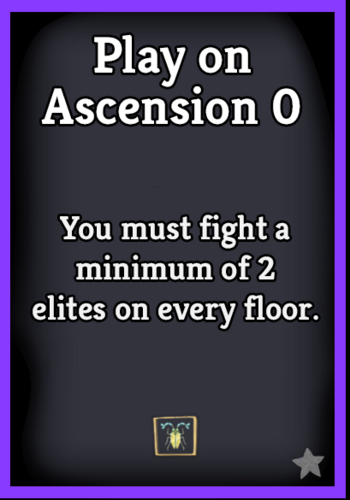 Play on
Ascension 0
You must fight a
minimum of 2
elites on every floor.